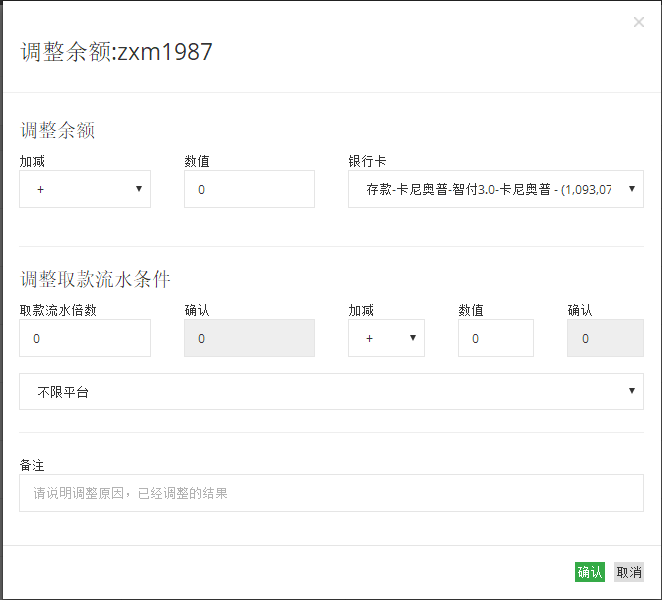 ×
调整余额:zxm1987
调整余额
加减 数值 银行卡
+ 0 存款-卡尼奥普-智付3.0-卡尼奥普 - (1,093,07
调整取款流水条件
取款流水倍数 确认 加减 数值 确认
0 0 + 0 0
不限平台
备注
请说明调整原因，已经调整的结果
确认 取消